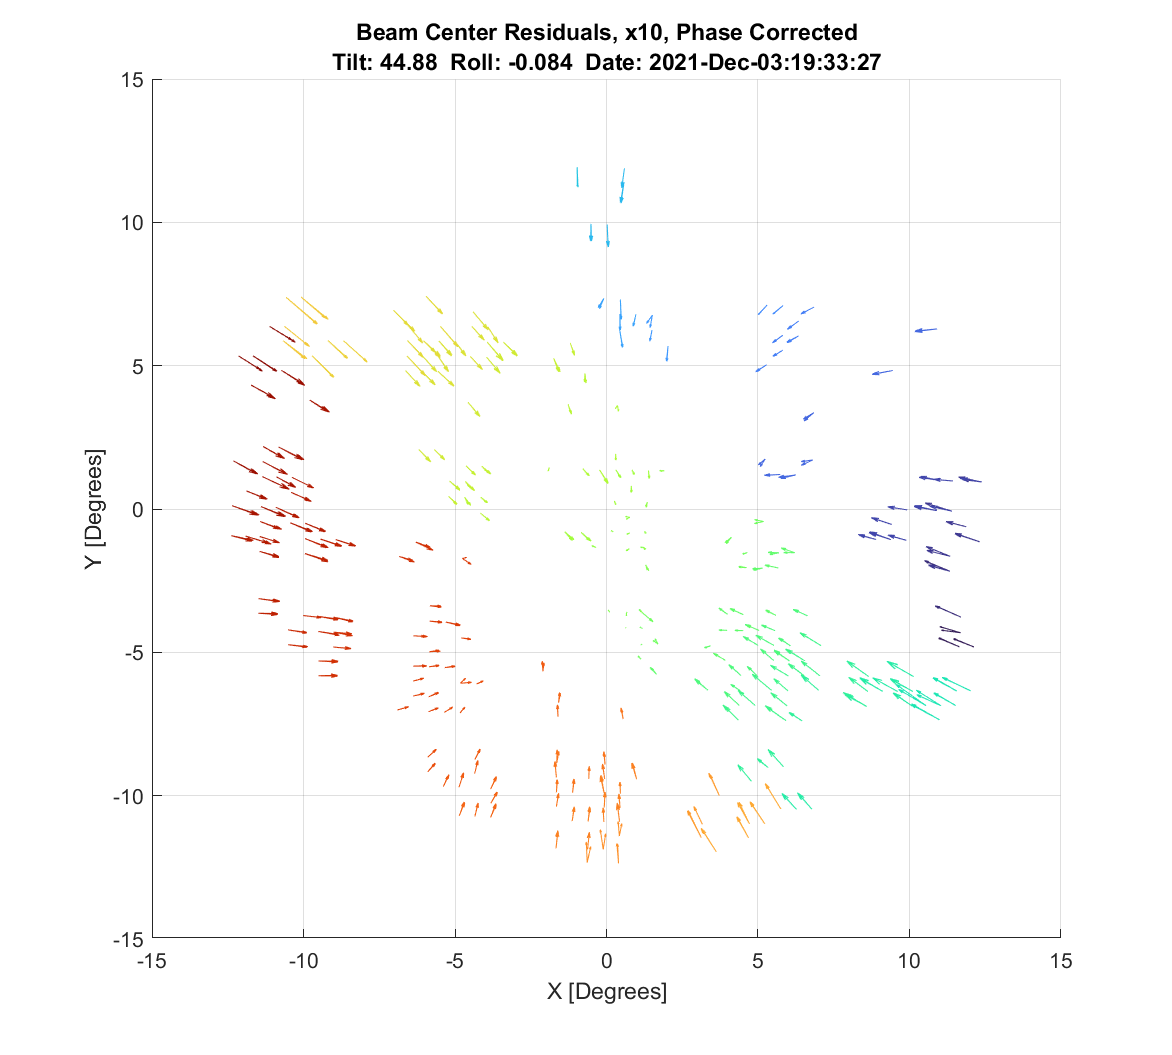 Beam Center Residuals, x10, Phase Corrected
Tilt: 44.88 Roll: -0.084 Date: 2021-Dec-03:19:33:27
15
10
5
0
-5
-10
-15
Y [Degrees]
-15 -10 -5 0 5 10 15
X [Degrees]